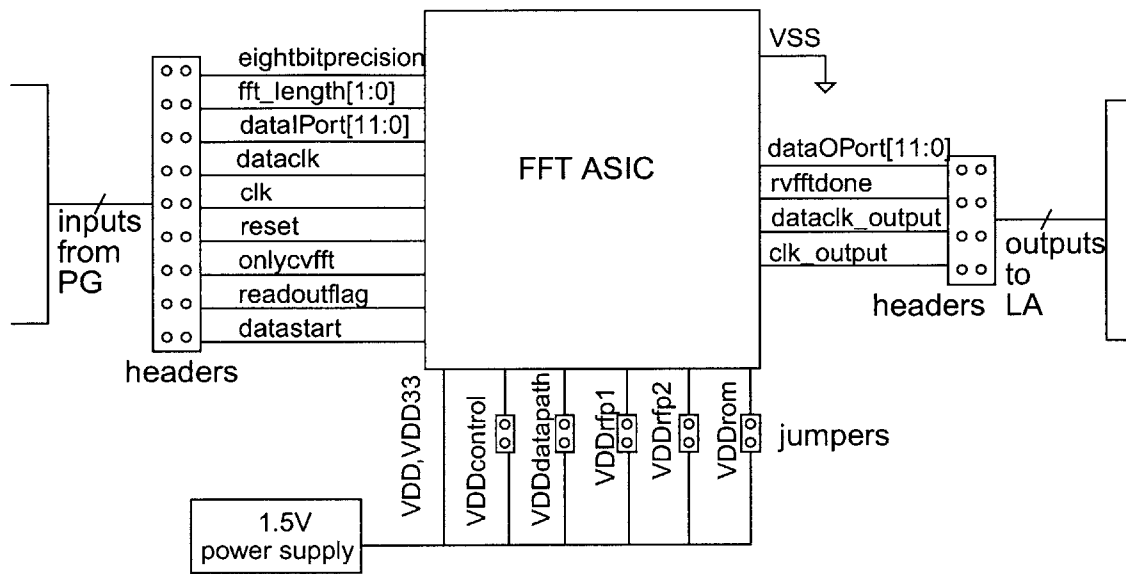 eightbitprecision
fft_length[1:0]
dataIPort[11:0]
dataclk
clk
reset
onlycvfft
readoutflag
datastart
inputs
from
PG
headers
FFT ASIC
VSS
dataOPort[11:0]
rvfftdone
dataclk_output
clk_output
outputs
to
LA
headers
VDD,VDD33
VDDcontrol
VDDdatapath
VDDrfp1
VDDrfp2
VDDrom
jumpers
1.5V
power supply